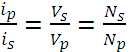 i_p/i_s = V_s/V_p = N_s/N_p